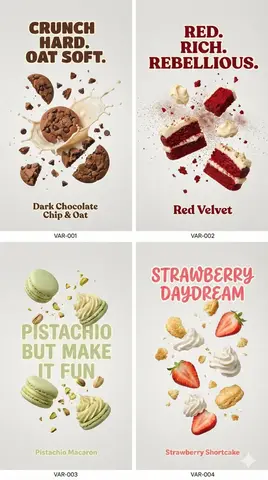 CRUNCH
HARD.
OAT SOFT.
Dark Chocolate
Chip & Oat
VAR-001
RED.
RICH.
REBELLIOUS.
Red Velvet
VAR-002
PISTACHIO
BUT MAKE
IT FUN
Pistachio Macaron
VAR-003
STRAWBERRY
DAYDREAM
Strawberry Shortcake
VAR-004